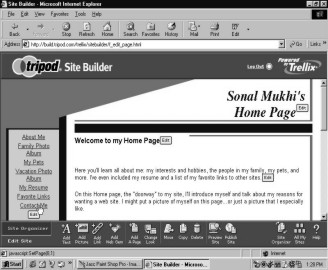 Site Builder - Microsoft Internet Explorer
File Edit View Favorites Tools Help
Back Stop Refresh Home Search Favorites History Mail Print Edit
Address http://build.tripod.com/trellix/sitebuilder/f_edit_page.html Go Links
tripod Site Builder Log Out Powered by Trellix
Sonal Mukhi's
Home Page Edit
About Me
Family Photo
Album
My Pets
Vacation Photo
Album
My Resume
Favorite Links
Contact Me
Edit
Welcome to my Home Page Edit
Here you'll learn all about me: my interests and hobbies, the people in my family, my pets, and
more. I've even included my resume and a list of my favorite links to other sites. Edit
On this Home page, the "doorway" to my site, I'll introduce myself and talk about my reasons for
wanting a web site. I might put a picture of myself on this page...or just a picture that I especially
like.
Site Organizer
Edit Site
Add Text Add Picture Add Link Add Add A Page Change Look Move Copy Delete Preview Site Publish Site Site Organizer All My Sites Help
javascript:SetPage(0,1) Internet
Start Jasc Paint Shop Pro - Ima... Site Builder - Microsof... 1:28 PM